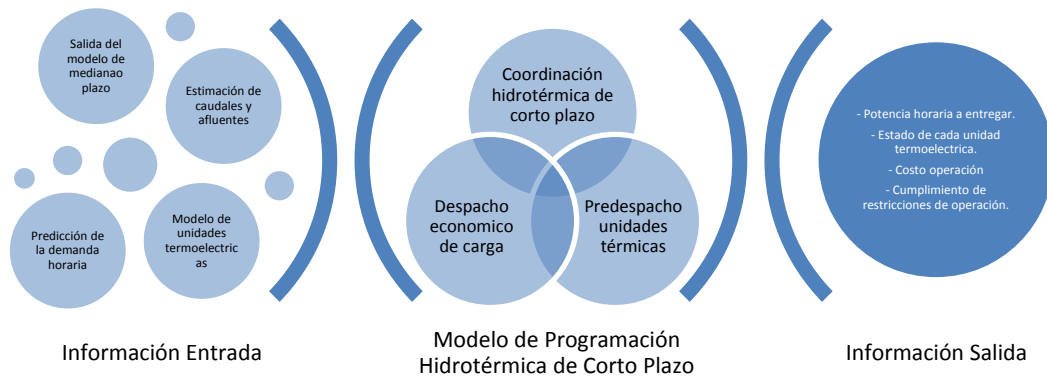 Salida del
modelo de
medianao
plazo
Estimación de
caudales y
afluentes
Predicción de
la demanda
horaria
Modelo de
unidades
termoelectric
as
Información Entrada
Coordinación
hidrotérmica de
corto plazo
Despacho
economico
de carga
Predespacho
unidades
térmicas
Modelo de Programación
Hidrotérmica de Corto Plazo
- Potencia horaria a entregar.
- Estado de cada unidad
termoelectrica.
- Costo operación
- Cumplimiento de
restricciones de operación.
Información Salida